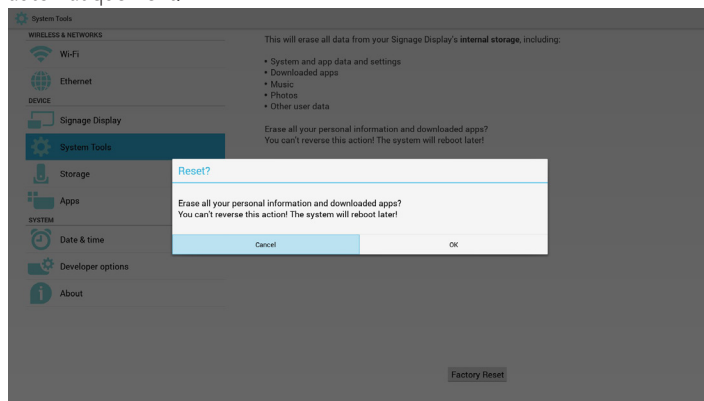 System Tools
WIRELESS & NETWORKS
Wi-Fi
Ethernet
DEVICE
Signage Display
System Tools
Storage
Apps
SYSTEM
Date & time
Developer options
About
This will erase all data from your Signage Display's internal storage, including:
• System and app data and settings
• Downloaded apps
• Music
• Photos
• Other user data
Erase all your personal information and downloaded apps?
You can't reverse this action! The system will reboot later!
Reset?
Erase all your personal information and downloaded apps?
You can't reverse this action! The system will reboot later!
Cancel
OK
Factory Reset